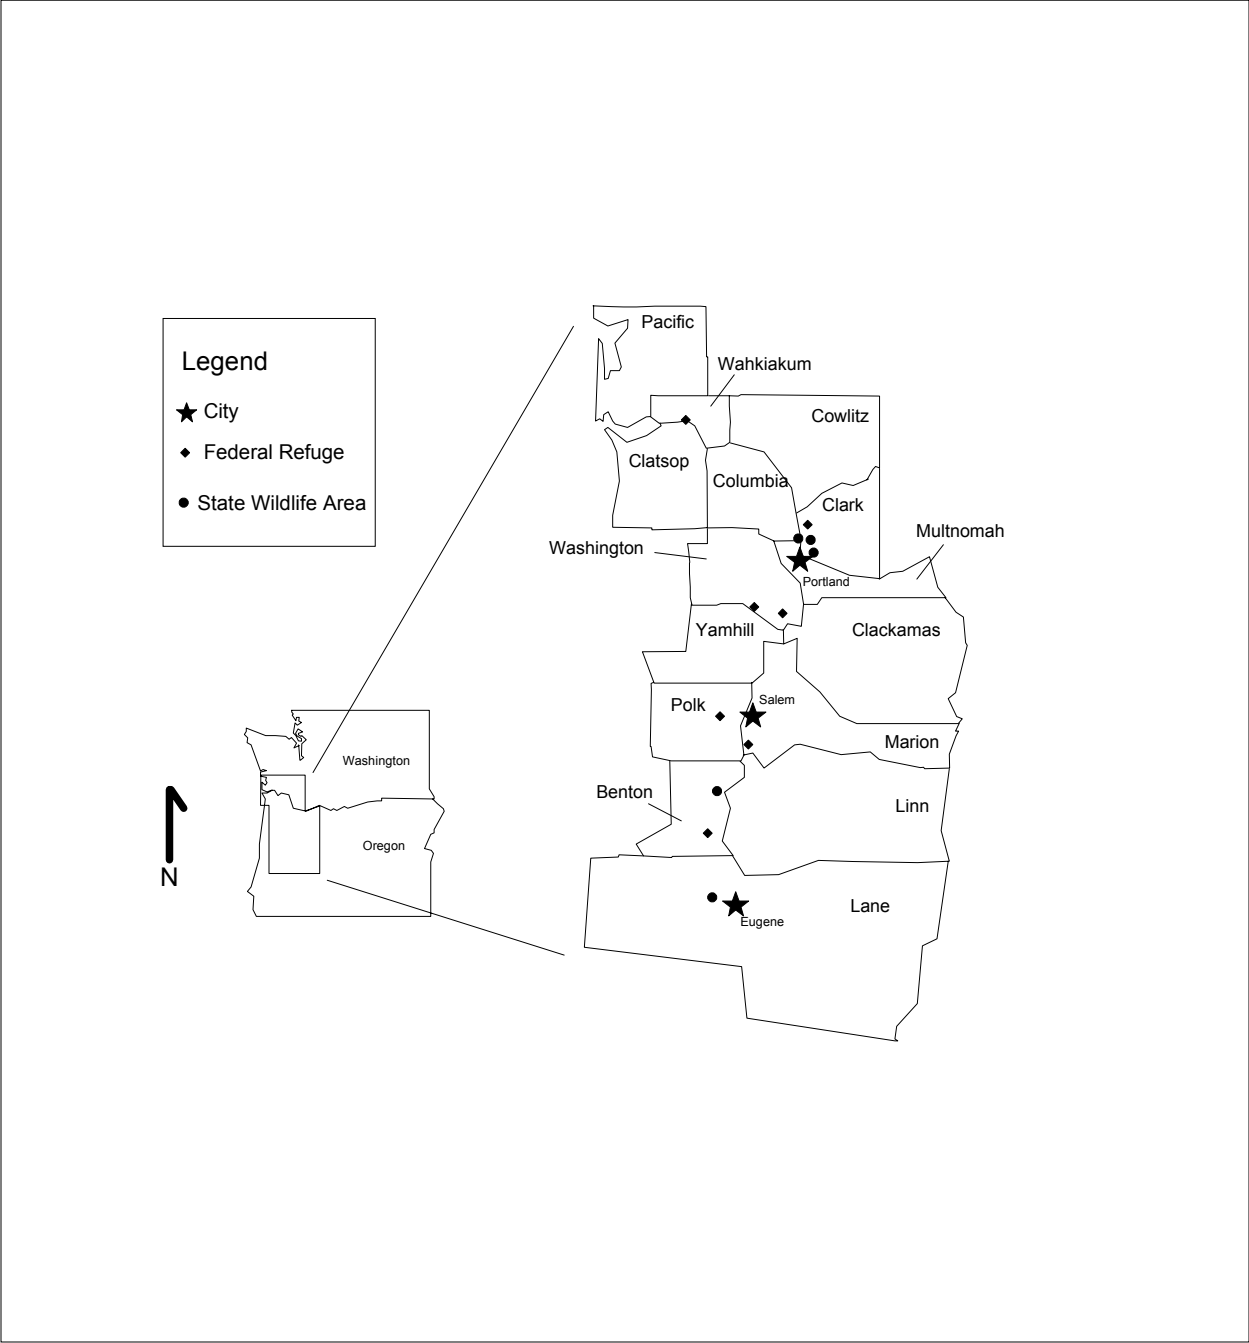 Legend
City
Federal Refuge
State Wildlife Area
Pacific
Wahkiakum
Cowlitz
Clatsop
Columbia
Clark
Multnomah
Washington
Portland
Yamhill
Clackamas
Polk
Salem
Marion
Benton
Linn
Lane
Eugene
Washington
Oregon
N